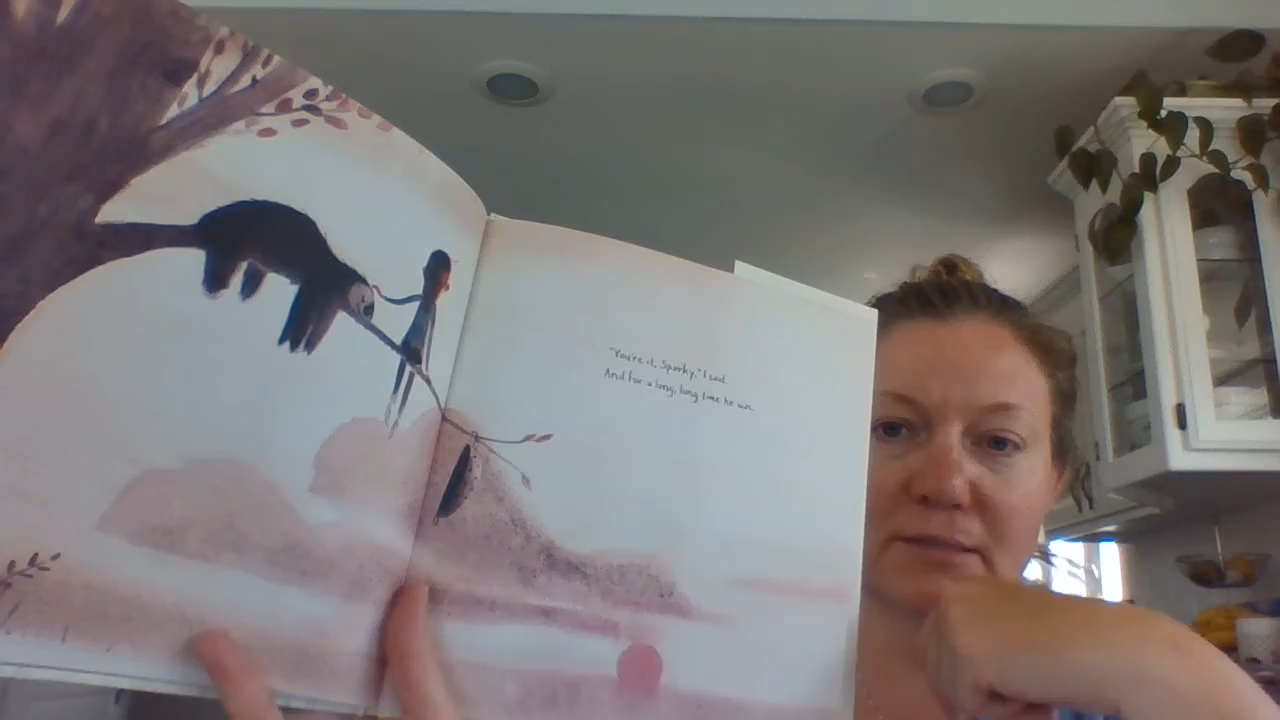 "You're it, Sparky," I said.
And for a long, long time he was.